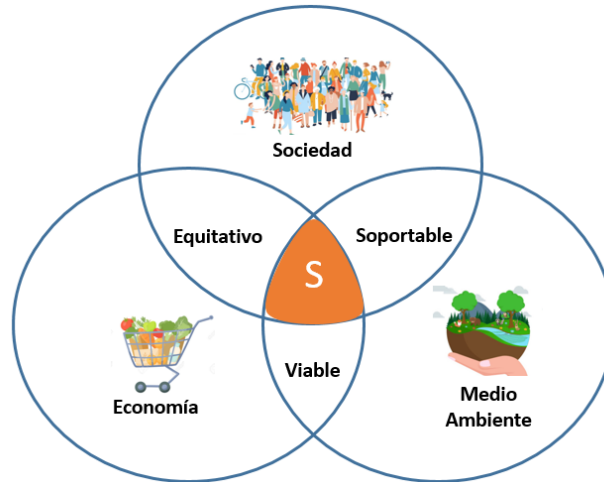 Sociedad
Equitativo
Soportable
S
Viable
Economía
Medio
Ambiente